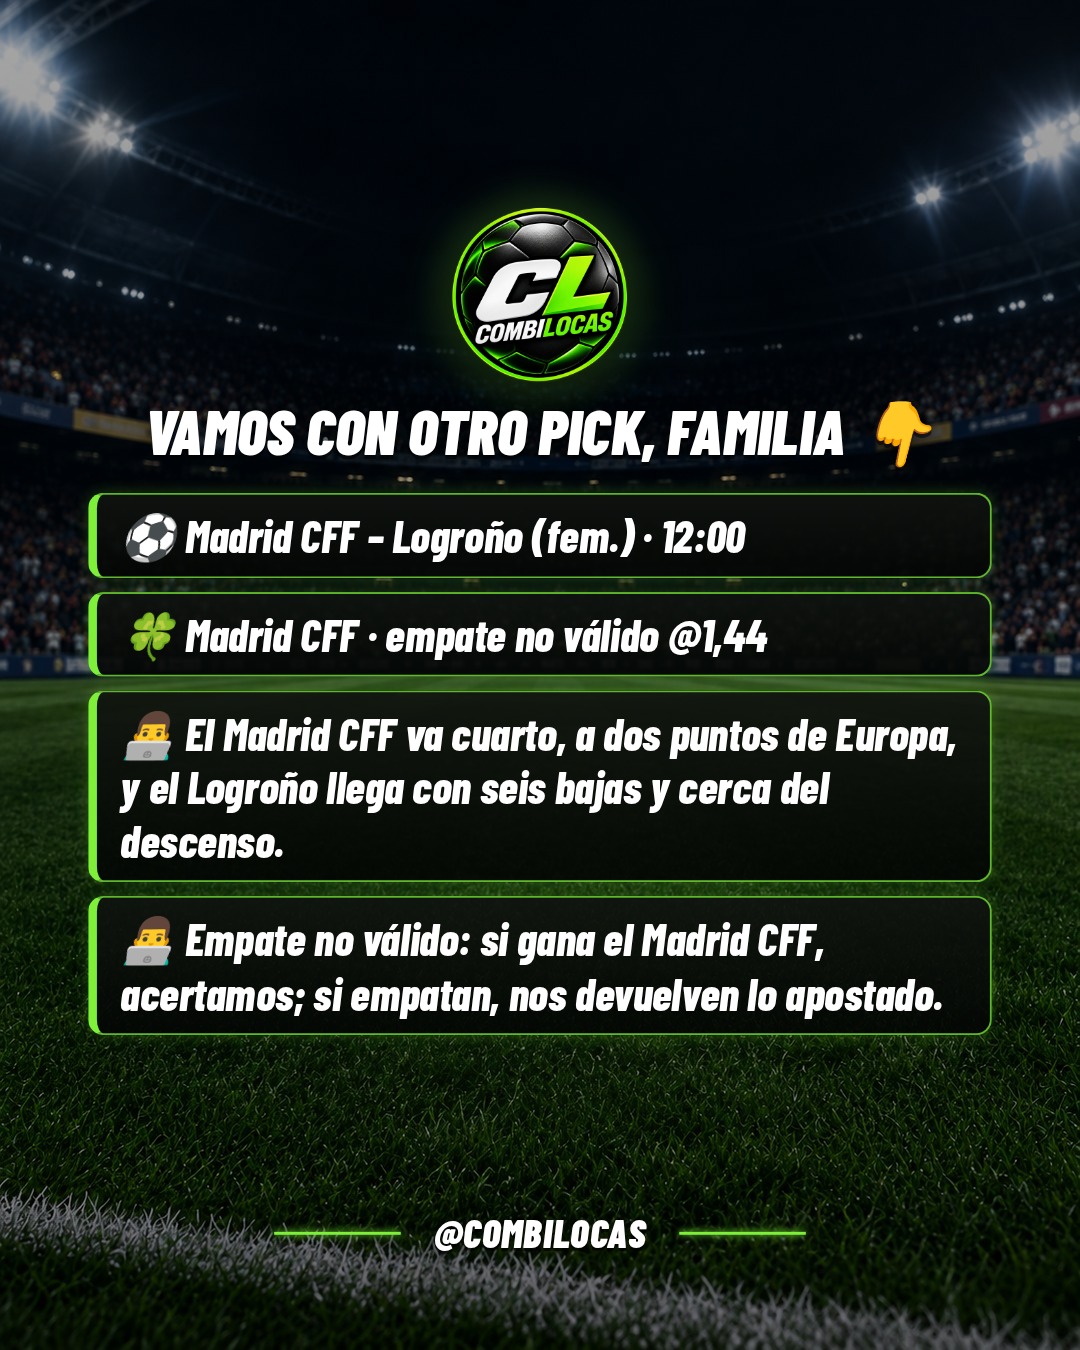 CL
COMBILOCAS
VAMOS CON OTRO PICK, FAMILIA 👇
⚽ Madrid CFF – Logroño (fem.) · 12:00
🍀 Madrid CFF · empate no válido @1,44
👨‍💻 El Madrid CFF va cuarto, a dos puntos de Europa,
y el Logroño llega con seis bajas y cerca del
descenso.
👨‍💻 Empate no válido: si gana el Madrid CFF,
acertamos; si empatan, nos devuelven lo apostado.
@COMBILOCAS